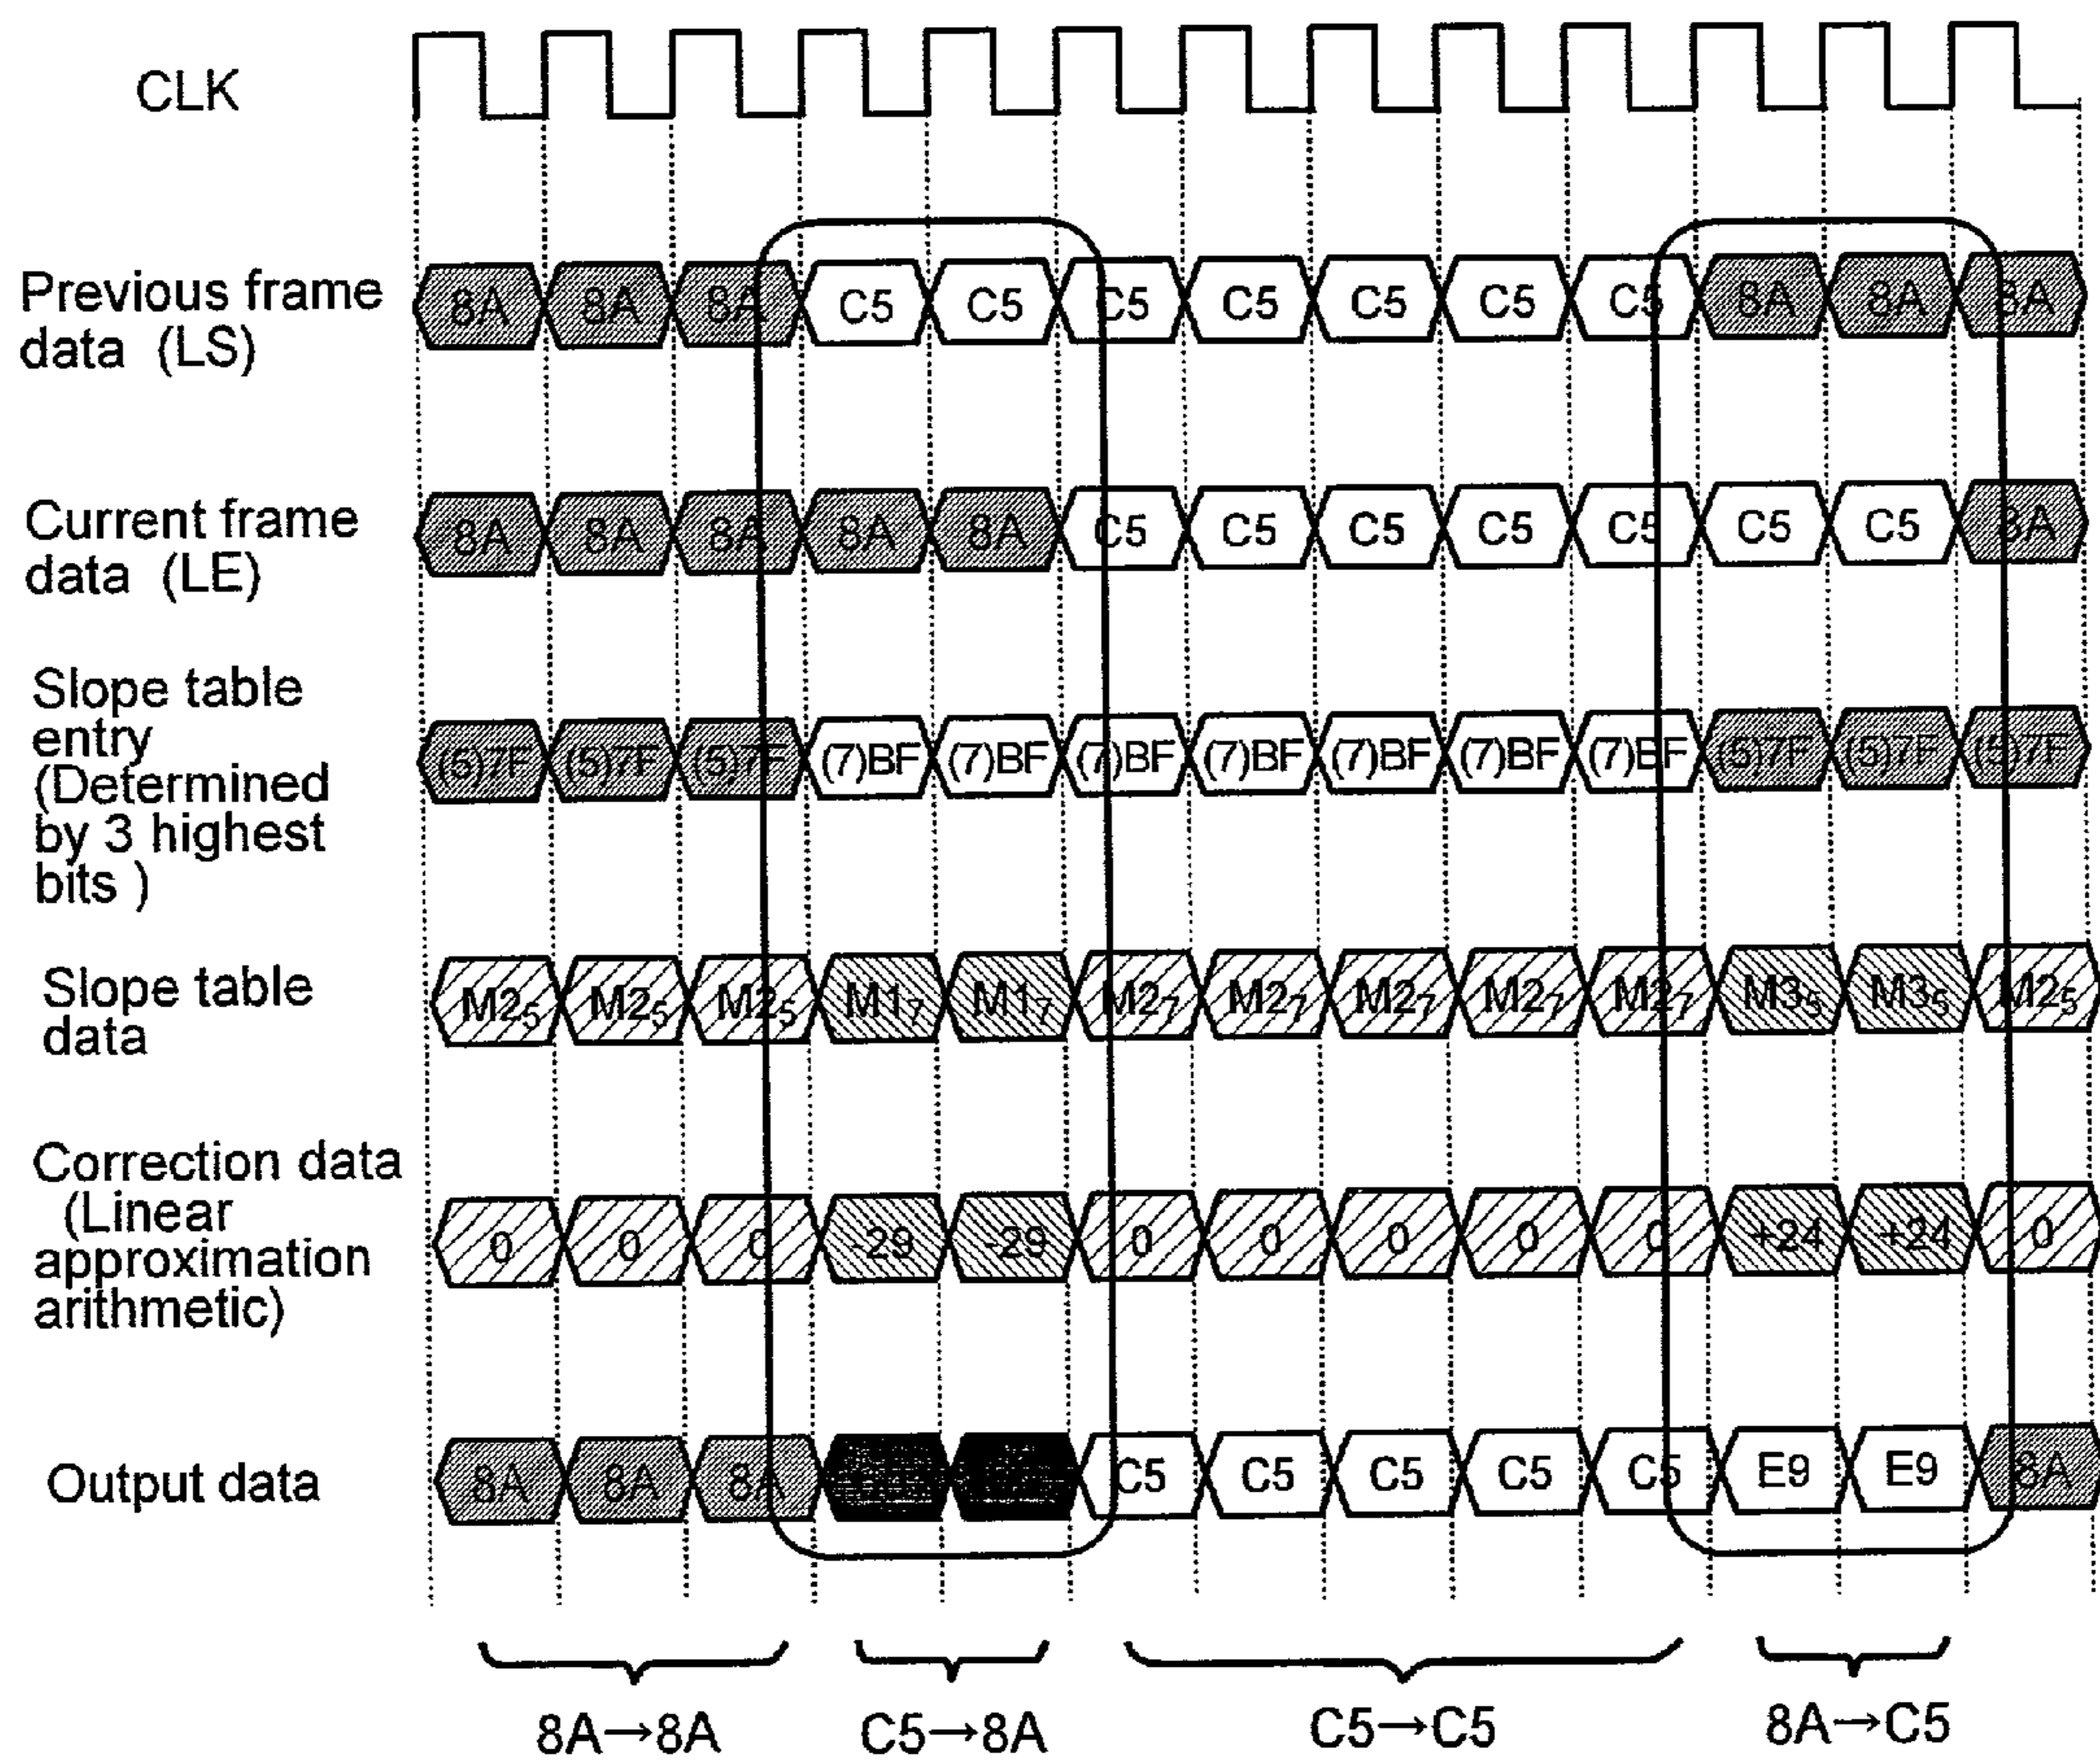 CLK
Previous frame
data (LS)
8A 8A 8A C5 C5 C5 C5 C5 C5 C5 8A 8A 8A
Current frame
data (LE)
8A 8A 8A 8A 8A C5 C5 C5 C5 C5 C5 C5 8A
Slope table
entry
(Determined
by 3 highest
bits )
(5)7F (5)7F (5)7F (7)BF (7)BF (7)BF (7)BF (7)BF (7)BF (7)BF (5)7F (5)7F (5)7F
Slope table
data
M2₅ M2₅ M2₅ M1₇ M1₇ M2₇ M2₇ M2₇ M2₇ M2₇ M3₅ M3₅ M2₅
Correction data
(Linear
approximation
arithmetic)
0 0 0 -29 -29 0 0 0 0 0 +24 +24 0
Output data
8A 8A 8A C5 C5 C5 C5 C5 E9 E9 8A
8A→8A C5→8A C5→C5 8A→C5